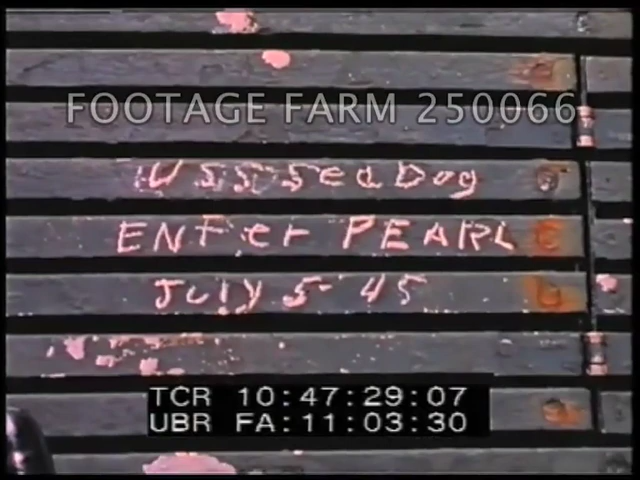 FOOTAGE FARM 250066
USS Sea Dog
ENTer PEARL
July 5-45
TCR 10:47:29:07
UBR FA:11:03:30